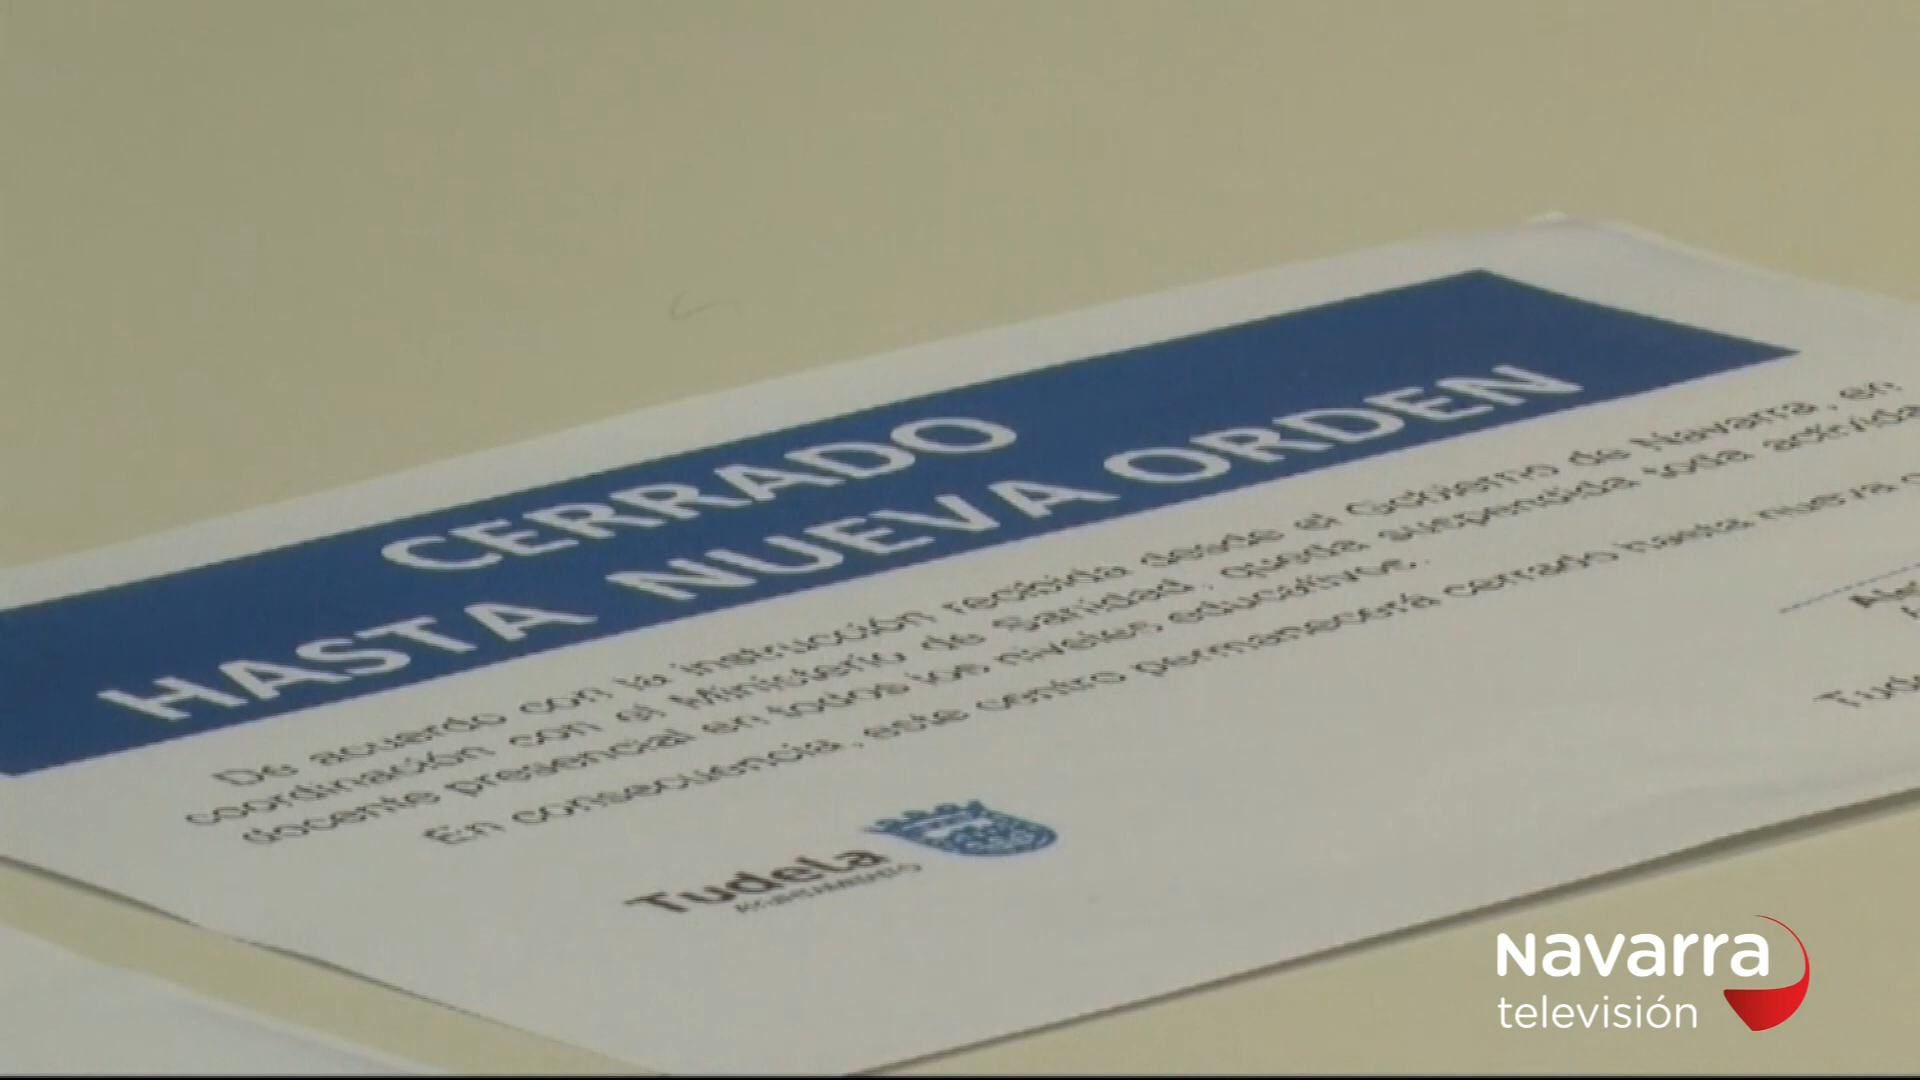 CERRADO
HASTA NUEVA ORDEN
De acuerdo con la instrucción recibida desde el Gobierno de Navarra, en
coordinación con el Ministerio de Sanidad, queda suspendida toda
docente presencial en todos los niveles educativos.
En consecuencia, este centro permanecerá cerrado hasta nueva
Tudela
AYUNTAMIENTO
Navarra
televisión